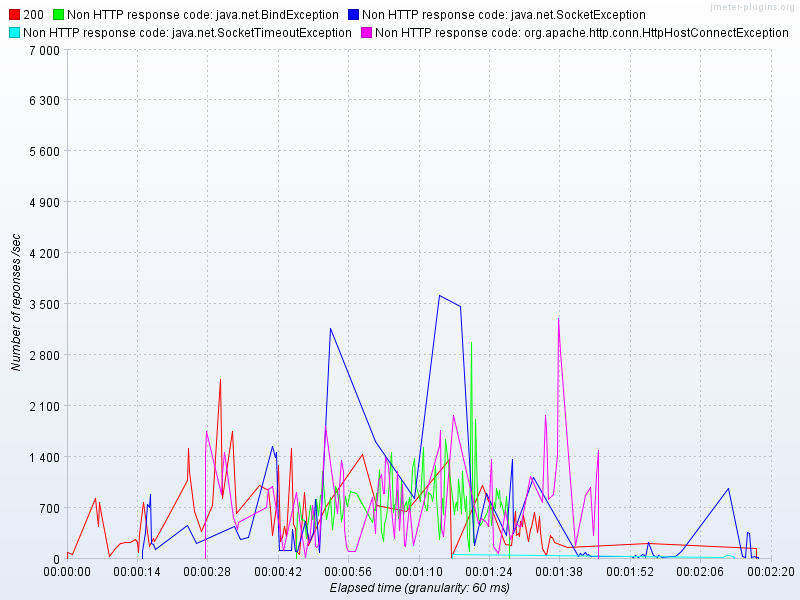 jmeter-plugins.org
200 Non HTTP response code: java.net.BindException Non HTTP response code: java.net.SocketException
Non HTTP response code: java.net.SocketTimeoutException Non HTTP response code: org.apache.http.conn.HttpHostConnectException
7 000
6 300
5 600
4 900
4 200
3 500
2 800
2 100
1 400
700
0
Number of reponses /sec
00:00:00 00:00:14 00:00:28 00:00:42 00:00:56 00:01:10 00:01:24 00:01:38 00:01:52 00:02:06 00:02:20
Elapsed time (granularity: 60 ms)